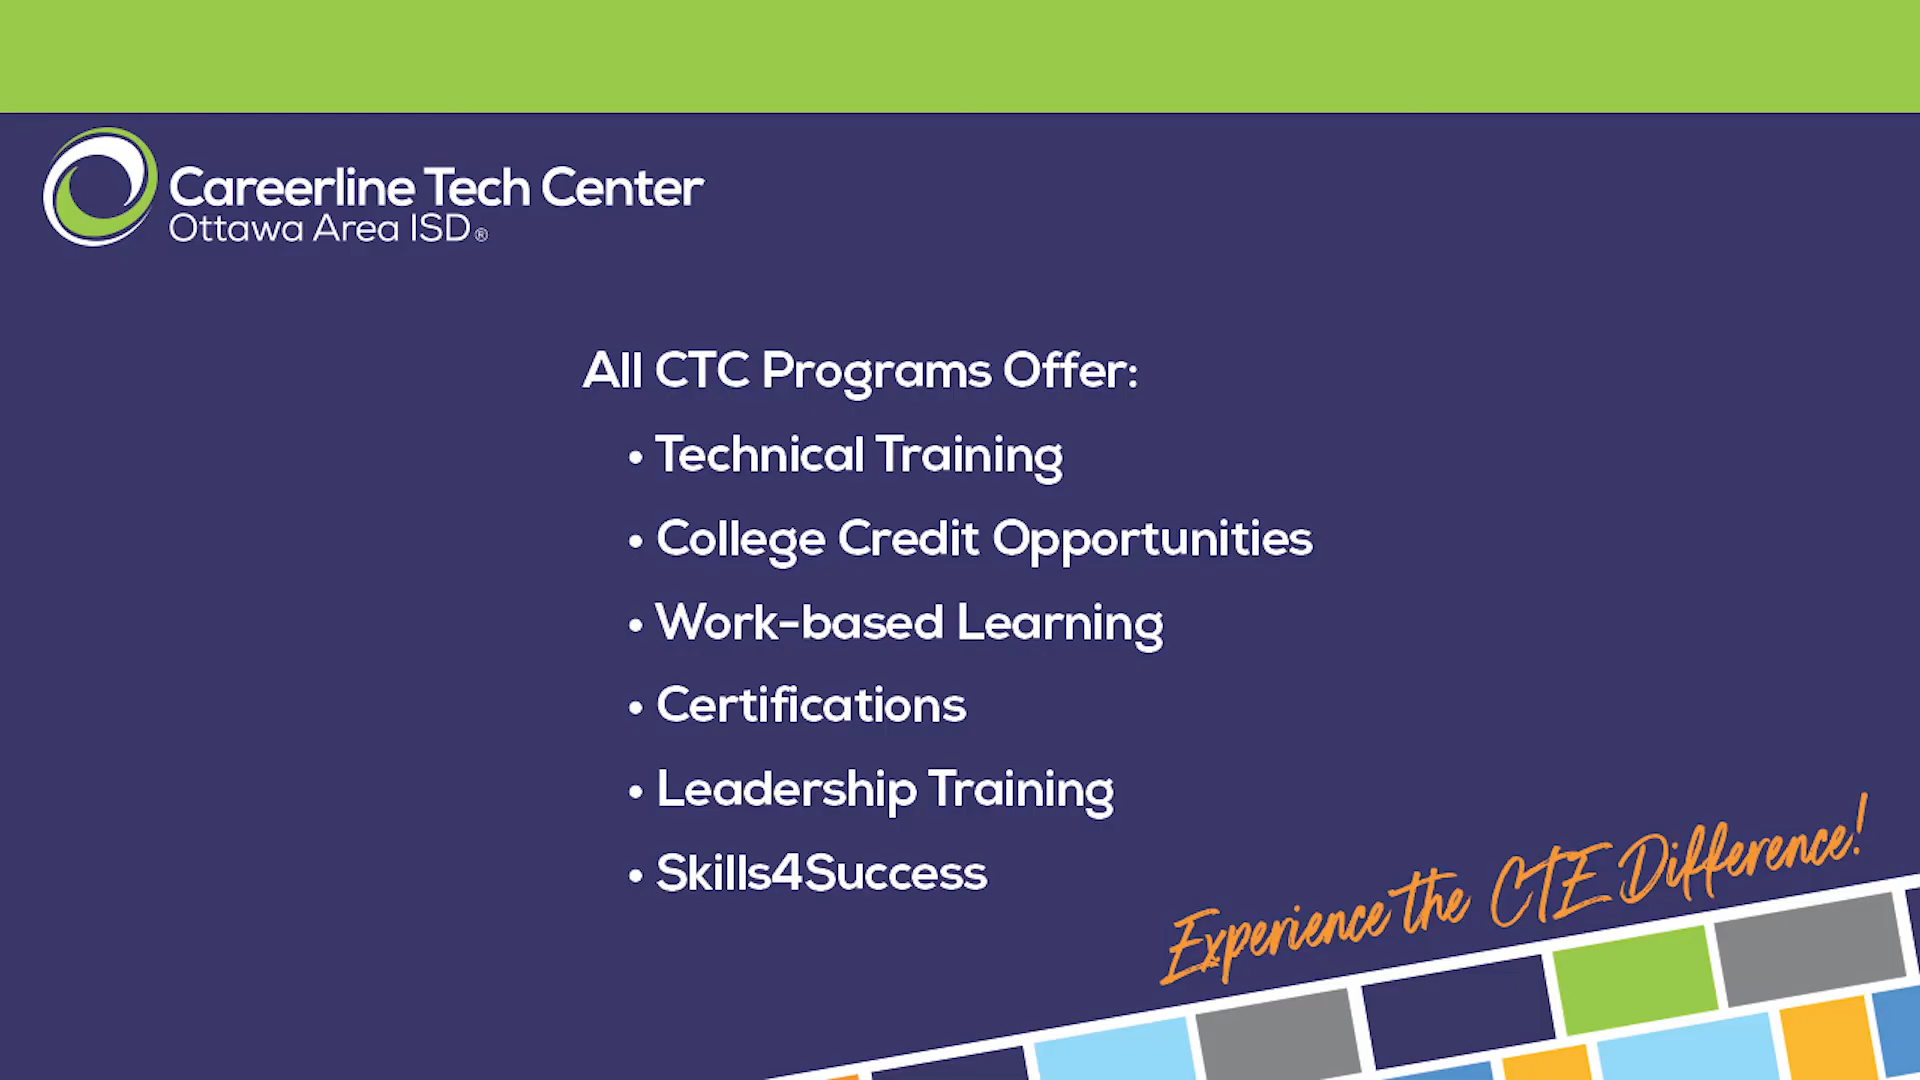 Careerline Tech Center
Ottawa Area ISD®
All CTC Programs Offer:
• Technical Training
• College Credit Opportunities
• Work-based Learning
• Certifications
• Leadership Training
• Skills4Success
Experience the CTE Difference!